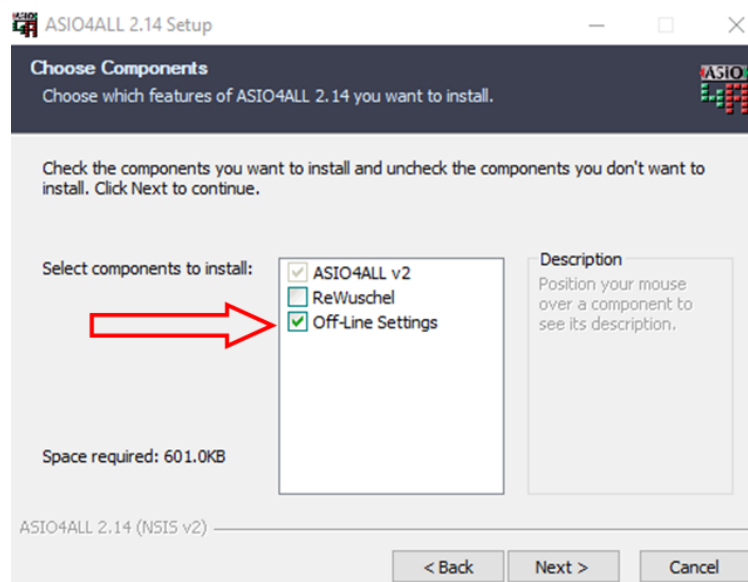 ASIO4ALL 2.14 Setup
Choose Components
Choose which features of ASIO4ALL 2.14 you want to install.
ASIO
Check the components you want to install and uncheck the components you don't want to
install. Click Next to continue.
Select components to install:
ASIO4ALL v2
ReWuschel
Off-Line Settings
Description
Position your mouse
over a component to
see its description.
Space required: 601.0KB
ASIO4ALL 2.14 (NSIS v2)
< Back
Next >
Cancel